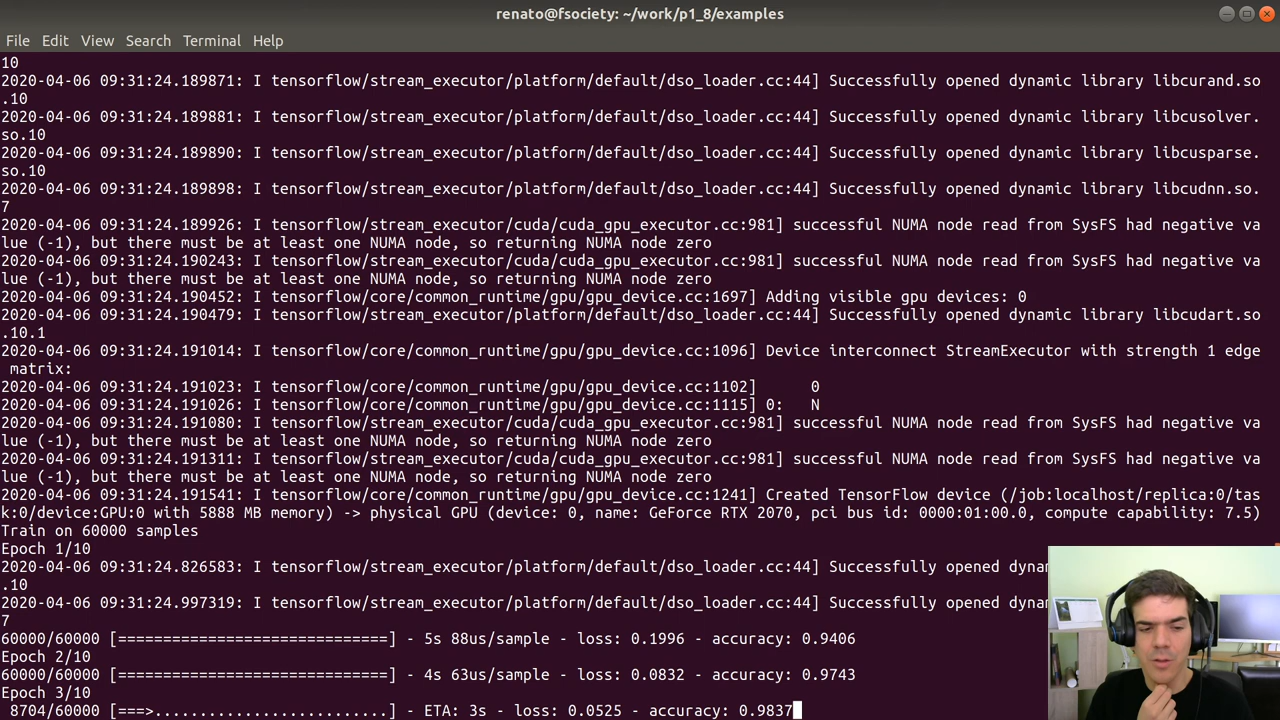 renato@fsociety: ~/work/p1_8/examples
File Edit View Search Terminal Help
10
2020-04-06 09:31:24.189871: I tensorflow/stream_executor/platform/default/dso_loader.cc:44] Successfully opened dynamic library libcurand.so
.10
2020-04-06 09:31:24.189881: I tensorflow/stream_executor/platform/default/dso_loader.cc:44] Successfully opened dynamic library libcusolver.
so.10
2020-04-06 09:31:24.189890: I tensorflow/stream_executor/platform/default/dso_loader.cc:44] Successfully opened dynamic library libcusparse.
so.10
2020-04-06 09:31:24.189898: I tensorflow/stream_executor/platform/default/dso_loader.cc:44] Successfully opened dynamic library libcudnn.so.
7
2020-04-06 09:31:24.189926: I tensorflow/stream_executor/cuda/cuda_gpu_executor.cc:981] successful NUMA node read from SysFS had negative va
lue (-1), but there must be at least one NUMA node, so returning NUMA node zero
2020-04-06 09:31:24.190243: I tensorflow/stream_executor/cuda/cuda_gpu_executor.cc:981] successful NUMA node read from SysFS had negative va
lue (-1), but there must be at least one NUMA node, so returning NUMA node zero
2020-04-06 09:31:24.190452: I tensorflow/core/common_runtime/gpu/gpu_device.cc:1697] Adding visible gpu devices: 0
2020-04-06 09:31:24.190479: I tensorflow/stream_executor/platform/default/dso_loader.cc:44] Successfully opened dynamic library libcudart.so
.10.1
2020-04-06 09:31:24.191014: I tensorflow/core/common_runtime/gpu/gpu_device.cc:1096] Device interconnect StreamExecutor with strength 1 edge
 matrix:
2020-04-06 09:31:24.191023: I tensorflow/core/common_runtime/gpu/gpu_device.cc:1102]      0
2020-04-06 09:31:24.191026: I tensorflow/core/common_runtime/gpu/gpu_device.cc:1115] 0:   N
2020-04-06 09:31:24.191080: I tensorflow/stream_executor/cuda/cuda_gpu_executor.cc:981] successful NUMA node read from SysFS had negative va
lue (-1), but there must be at least one NUMA node, so returning NUMA node zero
2020-04-06 09:31:24.191311: I tensorflow/stream_executor/cuda/cuda_gpu_executor.cc:981] successful NUMA node read from SysFS had negative va
lue (-1), but there must be at least one NUMA node, so returning NUMA node zero
2020-04-06 09:31:24.191541: I tensorflow/core/common_runtime/gpu/gpu_device.cc:1241] Created TensorFlow device (/job:localhost/replica:0/tas
k:0/device:GPU:0 with 5888 MB memory) -> physical GPU (device: 0, name: GeForce RTX 2070, pci bus id: 0000:01:00.0, compute capability: 7.5)
Train on 60000 samples
Epoch 1/10
2020-04-06 09:31:24.826583: I tensorflow/stream_executor/platform/default/dso_loader.cc:44] Successfully opened dyna
.10
2020-04-06 09:31:24.997319: I tensorflow/stream_executor/platform/default/dso_loader.cc:44] Successfully opened dyna
7
60000/60000 [==============================] - 5s 88us/sample - loss: 0.1996 - accuracy: 0.9406
Epoch 2/10
60000/60000 [==============================] - 4s 63us/sample - loss: 0.0832 - accuracy: 0.9743
Epoch 3/10
 8704/60000 [===>..........................] - ETA: 3s - loss: 0.0525 - accuracy: 0.9837